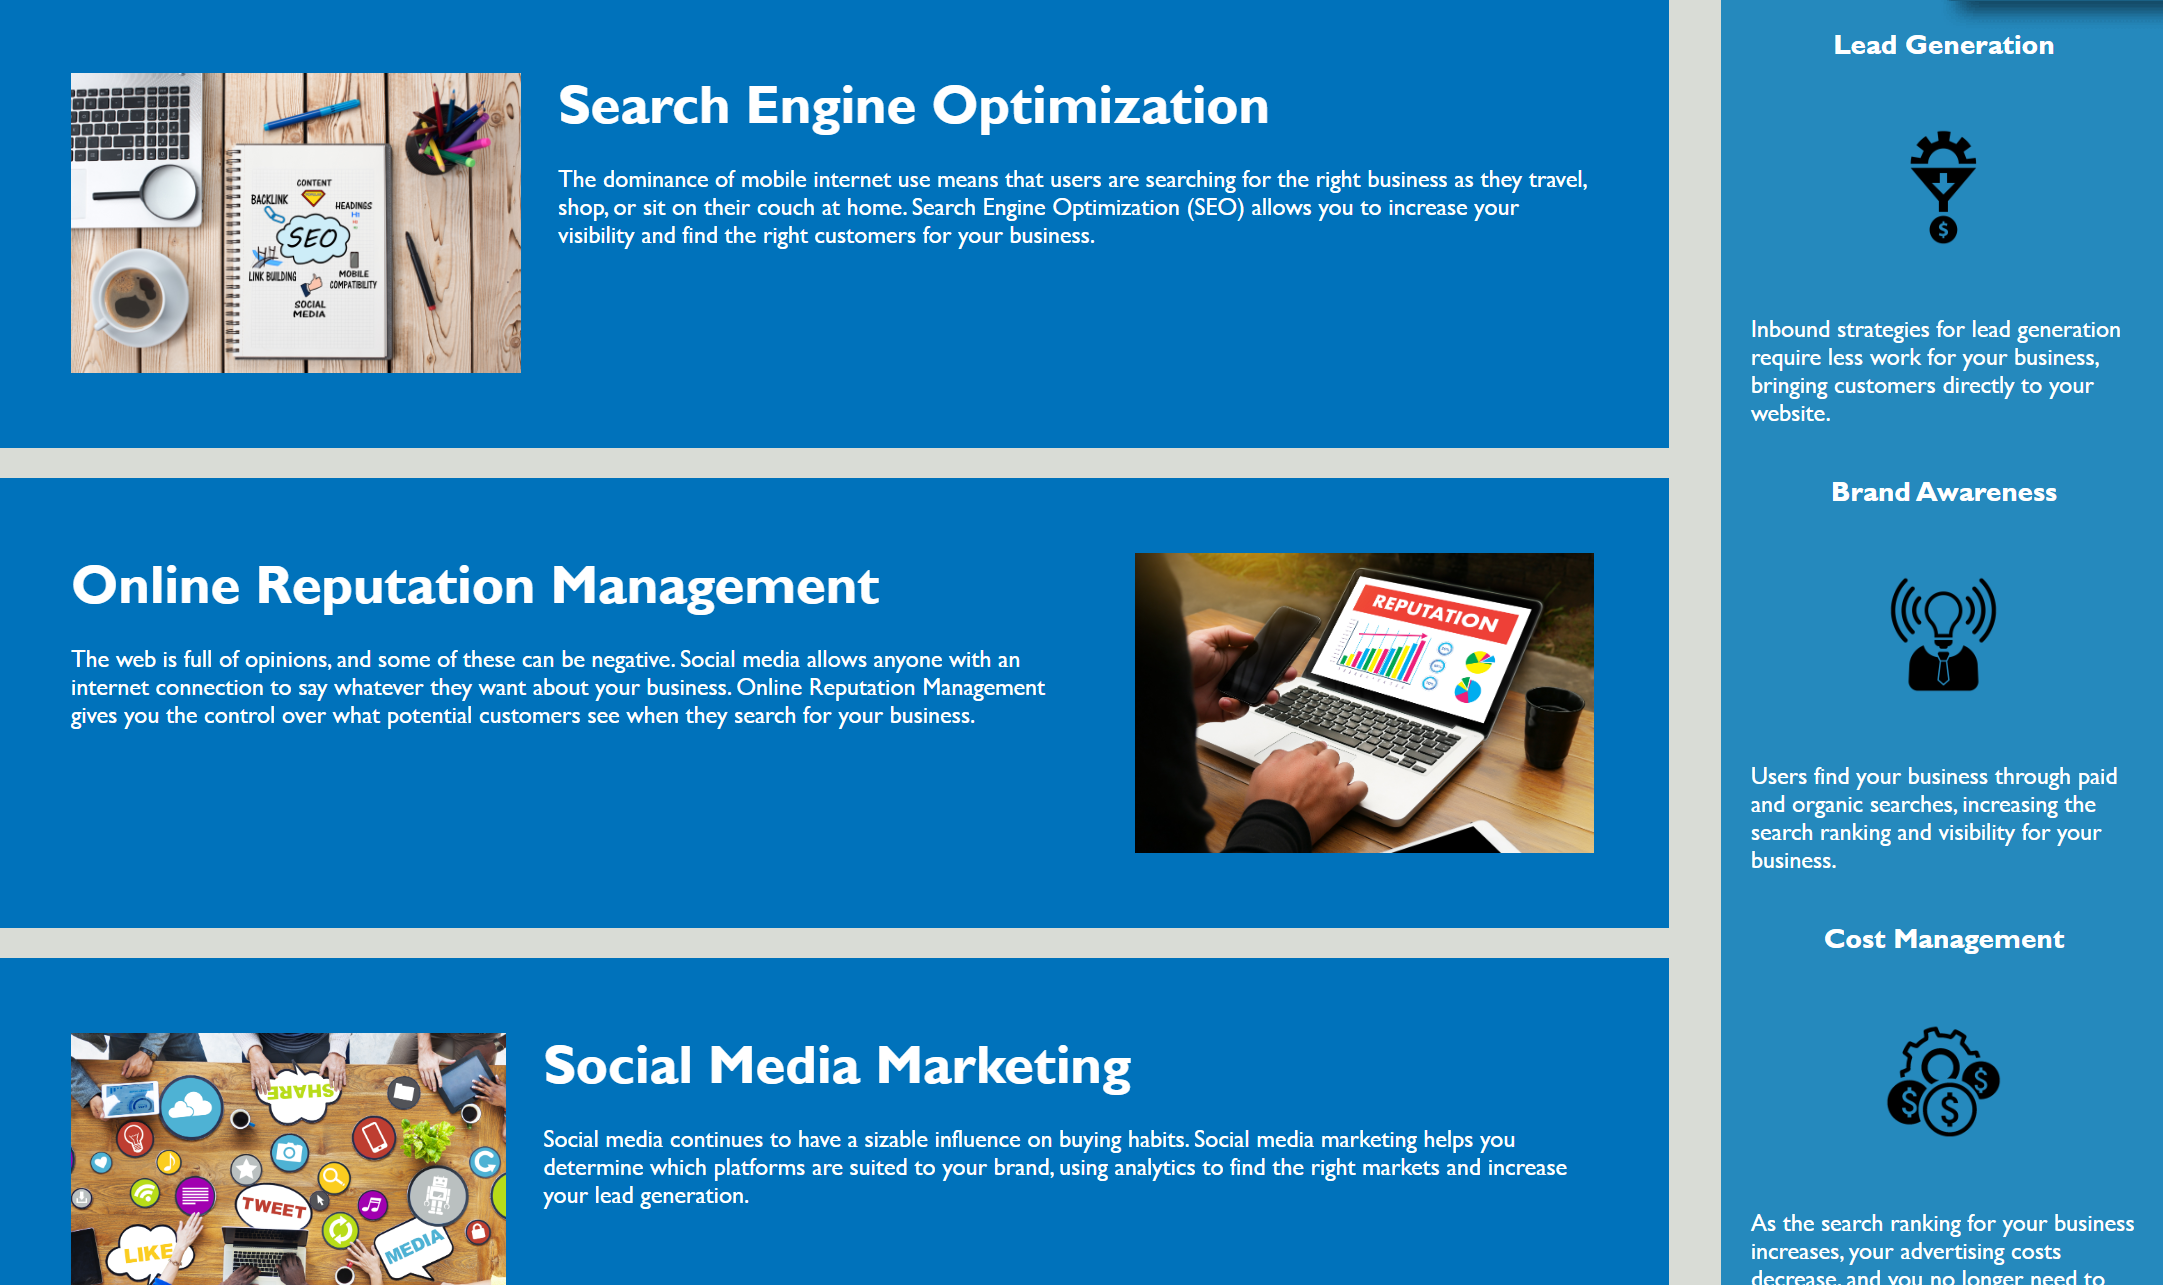 Search Engine Optimization
The dominance of mobile internet use means that users are searching for the right business as they travel,
shop, or sit on their couch at home. Search Engine Optimization (SEO) allows you to increase your
visibility and find the right customers for your business.
CONTENT
BACKLINK
HEADINGS
H1
SEO
LINK BUILDING
MOBILE
COMPATIBILITY
SOCIAL
MEDIA
Online Reputation Management
The web is full of opinions, and some of these can be negative. Social media allows anyone with an
internet connection to say whatever they want about your business. Online Reputation Management
gives you the control over what potential customers see when they search for your business.
REPUTATION
Social Media Marketing
Social media continues to have a sizable influence on buying habits. Social media marketing helps you
determine which platforms are suited to your brand, using analytics to find the right markets and increase
your lead generation.
SHARE
TWEET
LIKE
MEDIA
Lead Generation
$
Inbound strategies for lead generation
require less work for your business,
bringing customers directly to your
website.
Brand Awareness
Users find your business through paid
and organic searches, increasing the
search ranking and visibility for your
business.
Cost Management
$
$ $
As the search ranking for your business
increases, your advertising costs
decrease, and you no longer need to